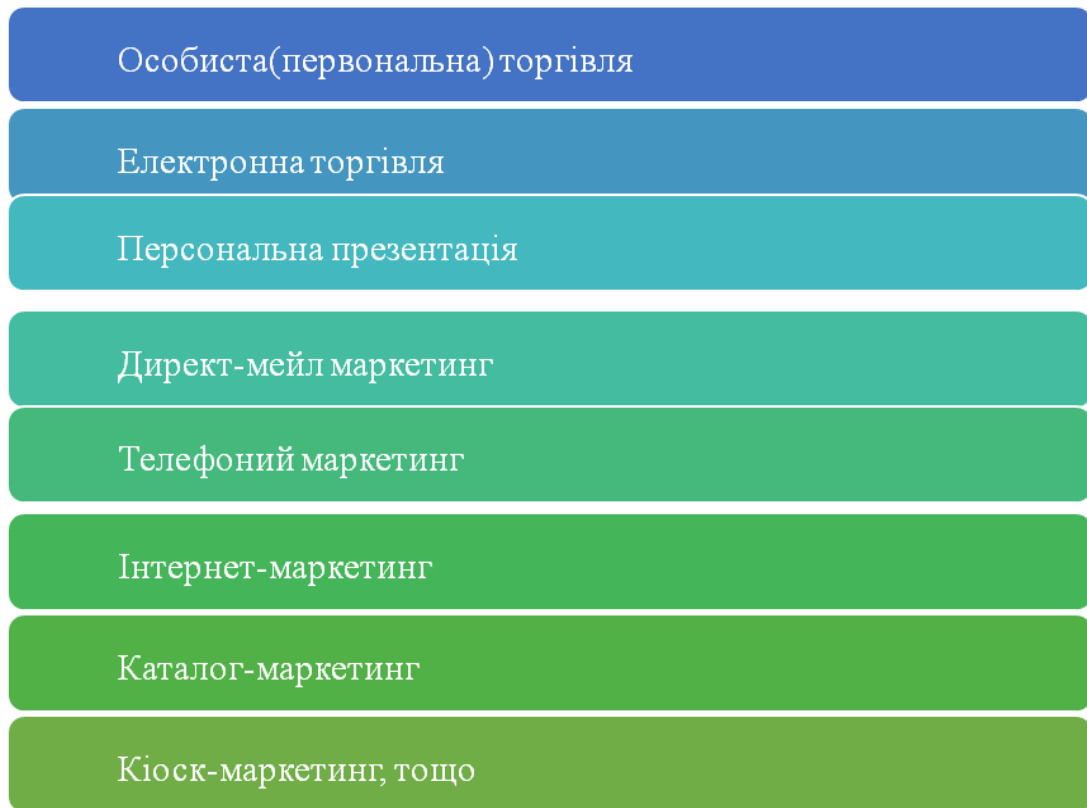 Особиста(первональна) торгівля
Електронна торгівля
Персональна презентація
Директ-мейл маркетинг
Телефоний маркетинг
Інтернет-маркетинг
Каталог-маркетинг
Кіоск-маркетинг, тощо